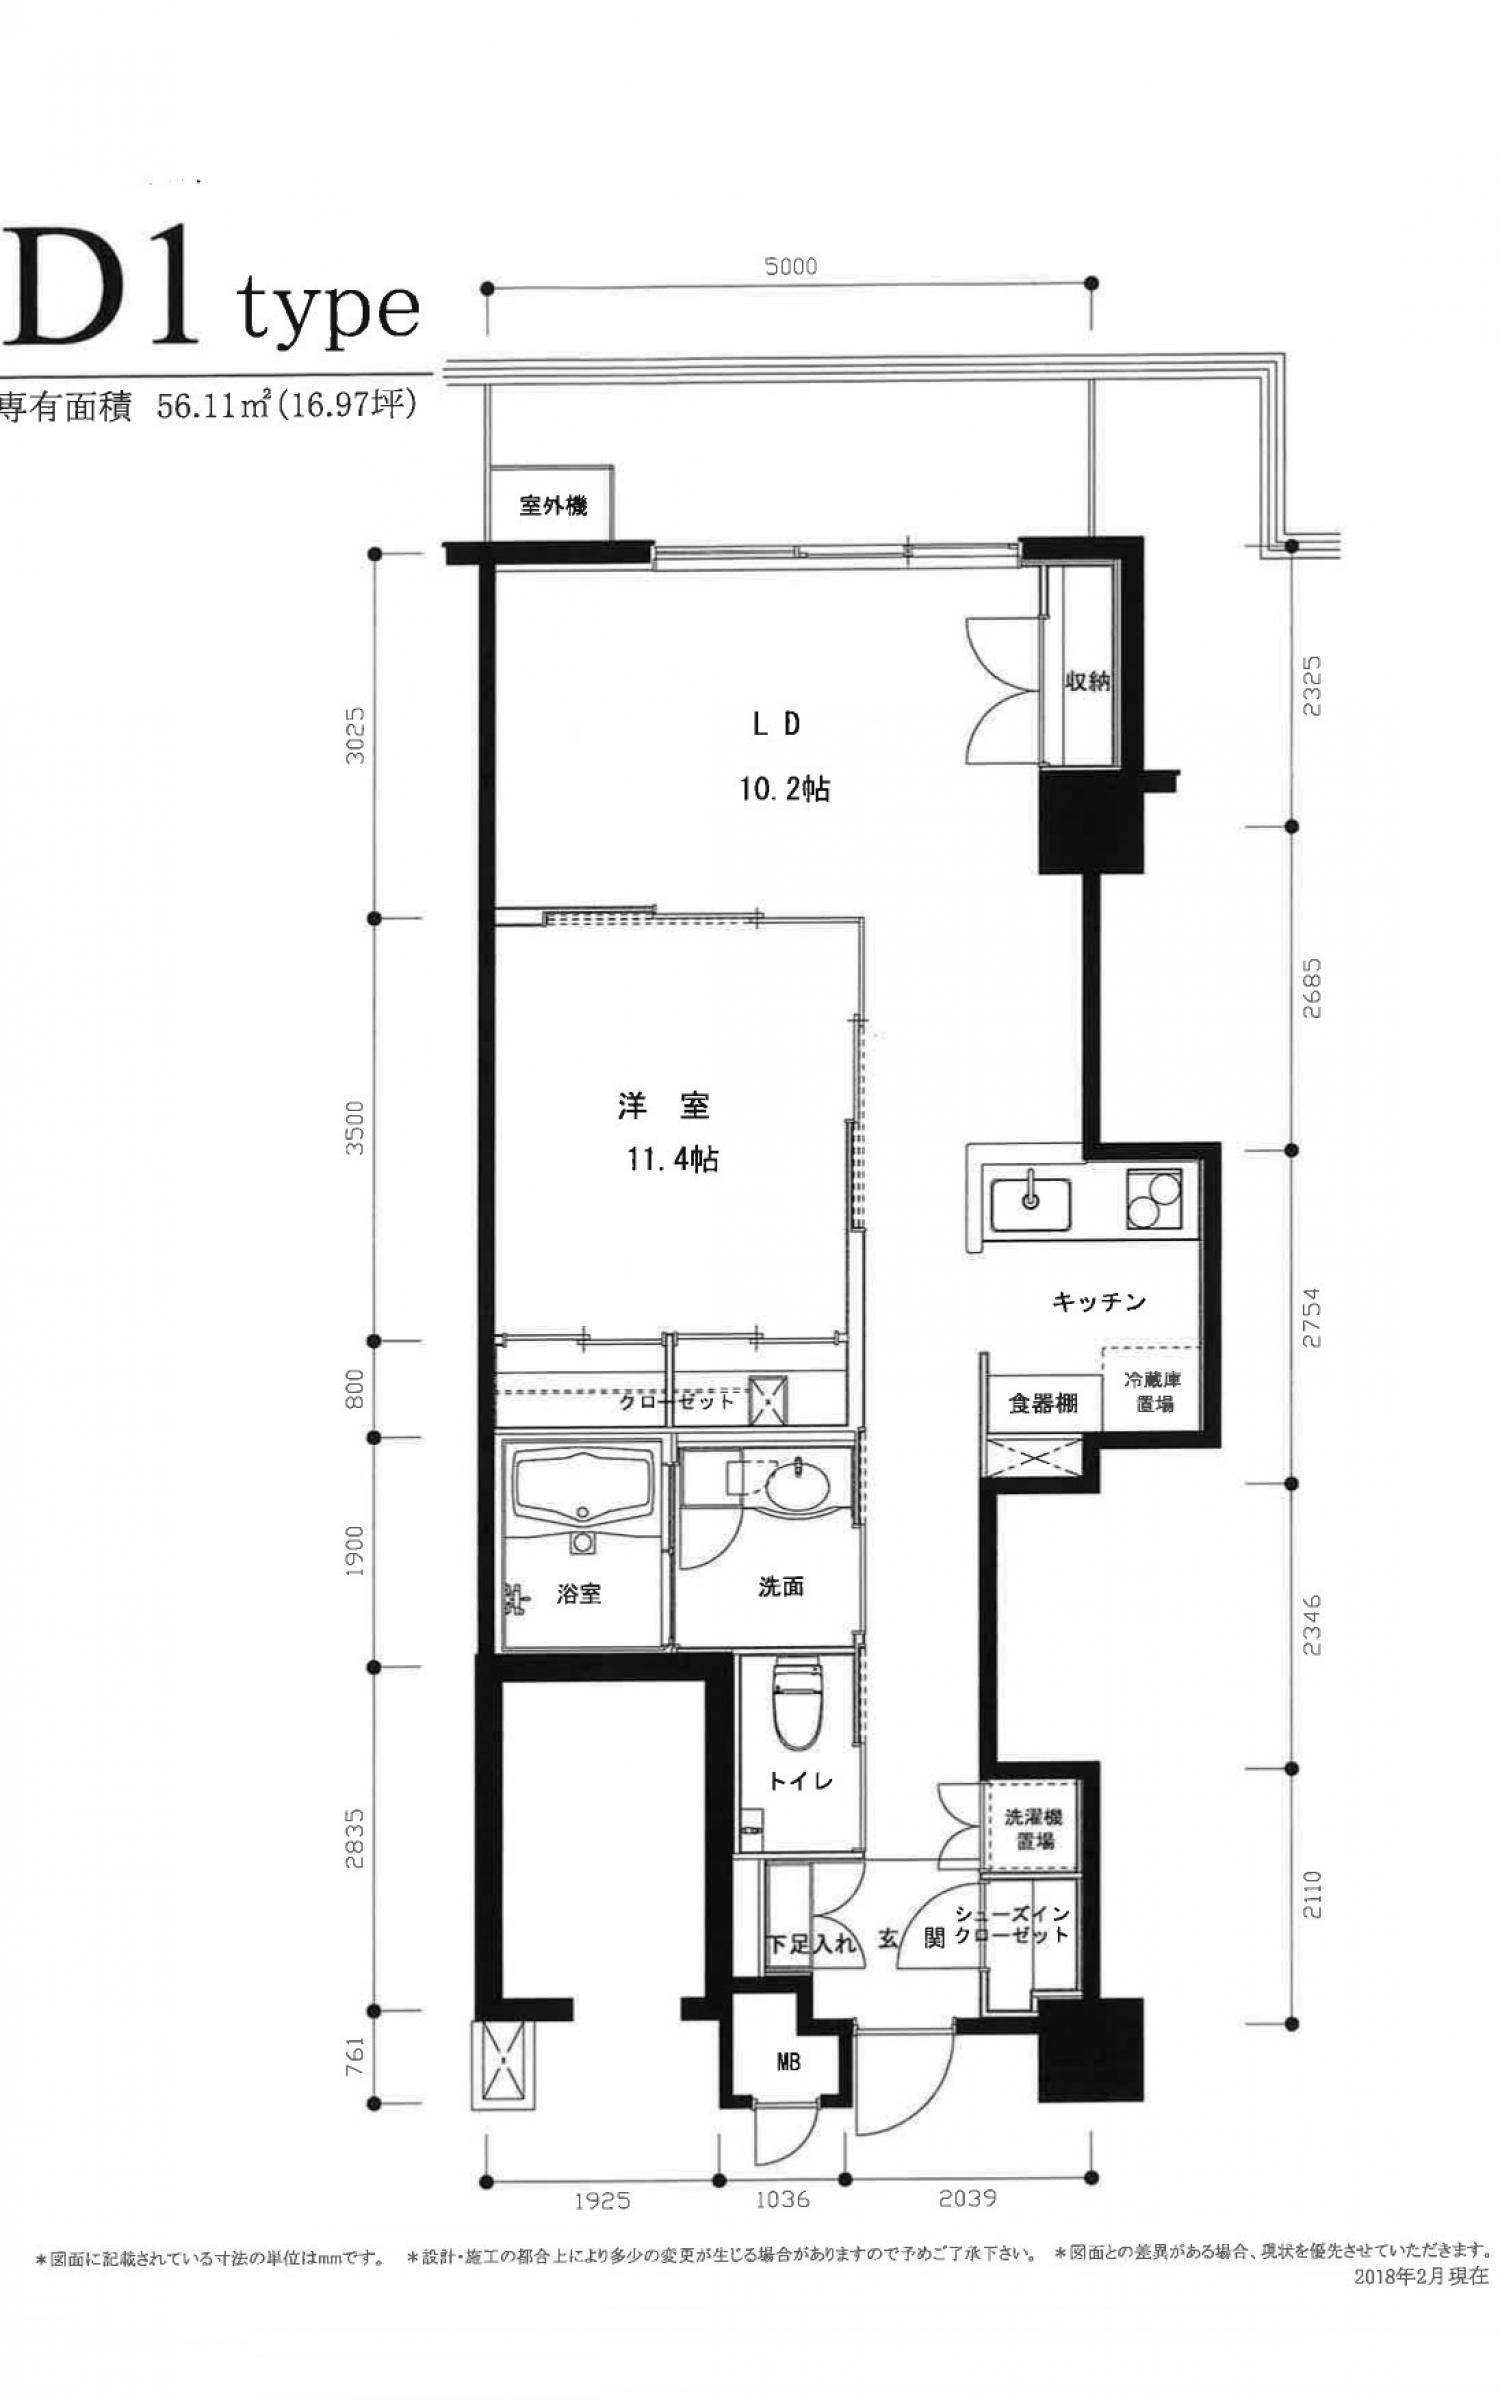 D1 type
専有面積 56.11㎡(16.97坪)
5000
室外機
収納
2325
3025
LD
10.2帖
2685
洋 室
11.4帖
3500
キッチン
2754
冷蔵庫
置場
食器棚
800
クローゼット
1900
浴室
洗面
2346
トイレ
洗濯機
置場
2835
2110
シューズイン
クローゼット
下足入れ
玄 関
761
MB
1925
1036
2039
*図面に記載されている寸法の単位はmmです。 *設計・施工の都合上により多少の変更が生じる場合がありますので予めご了承下さい。 *図面との差異がある場合、現状を優先させていただきます。
2018年2月現在